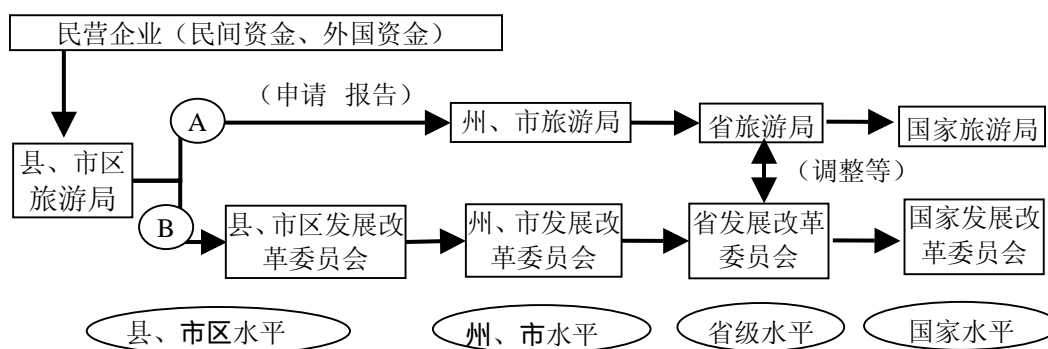 民营企业（民间资金、外国资金）
A
（申请 报告）
州、市旅游局
省旅游局
国家旅游局
县、市区
旅游局
（调整等）
B
县、市区发展改
革委员会
州、市发展改
革委员会
省发展改革
委员会
国家发展改
革委员会
县、市区水平
州、市水平
省级水平
国家水平